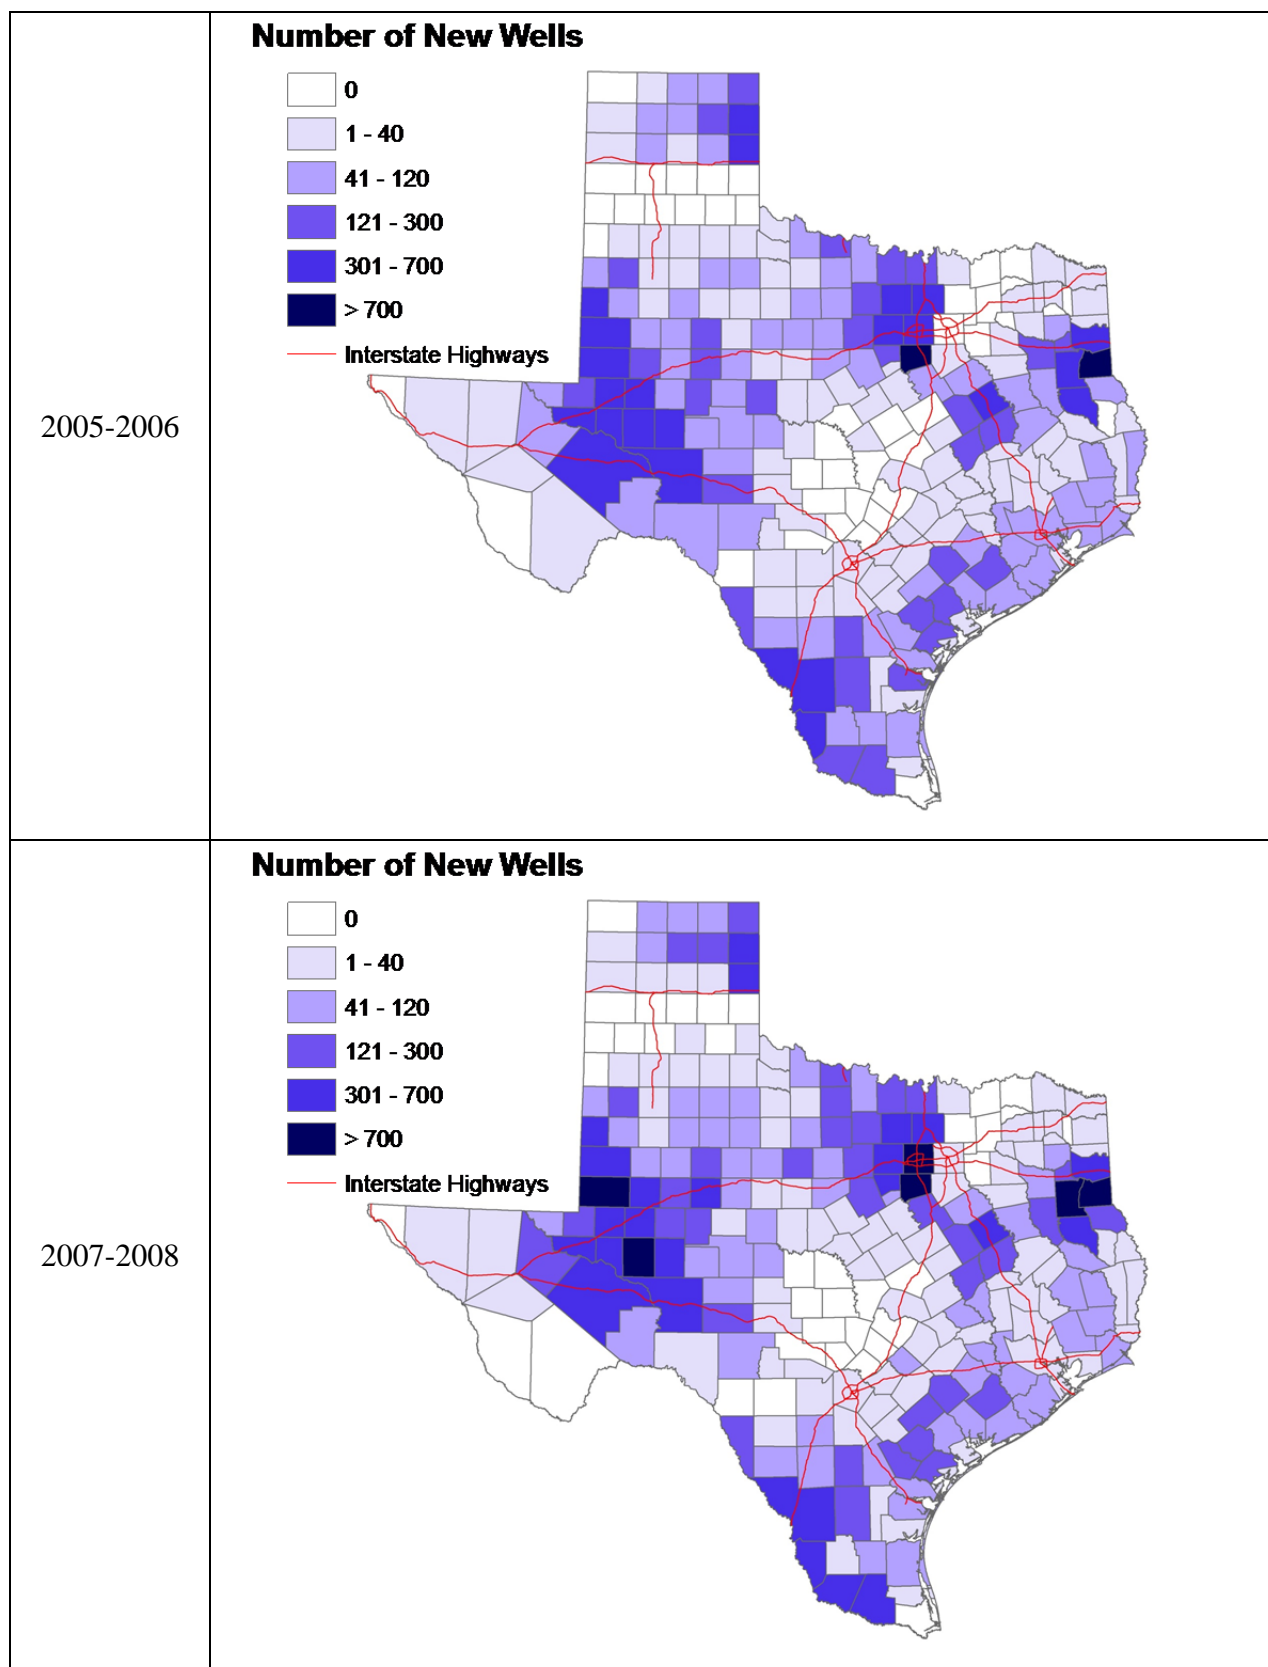 Number of New Wells
0
1 - 40
41 - 120
121 - 300
301 - 700
> 700
Interstate Highways
2005-2006
Number of New Wells
0
1 - 40
41 - 120
121 - 300
301 - 700
> 700
Interstate Highways
2007-2008